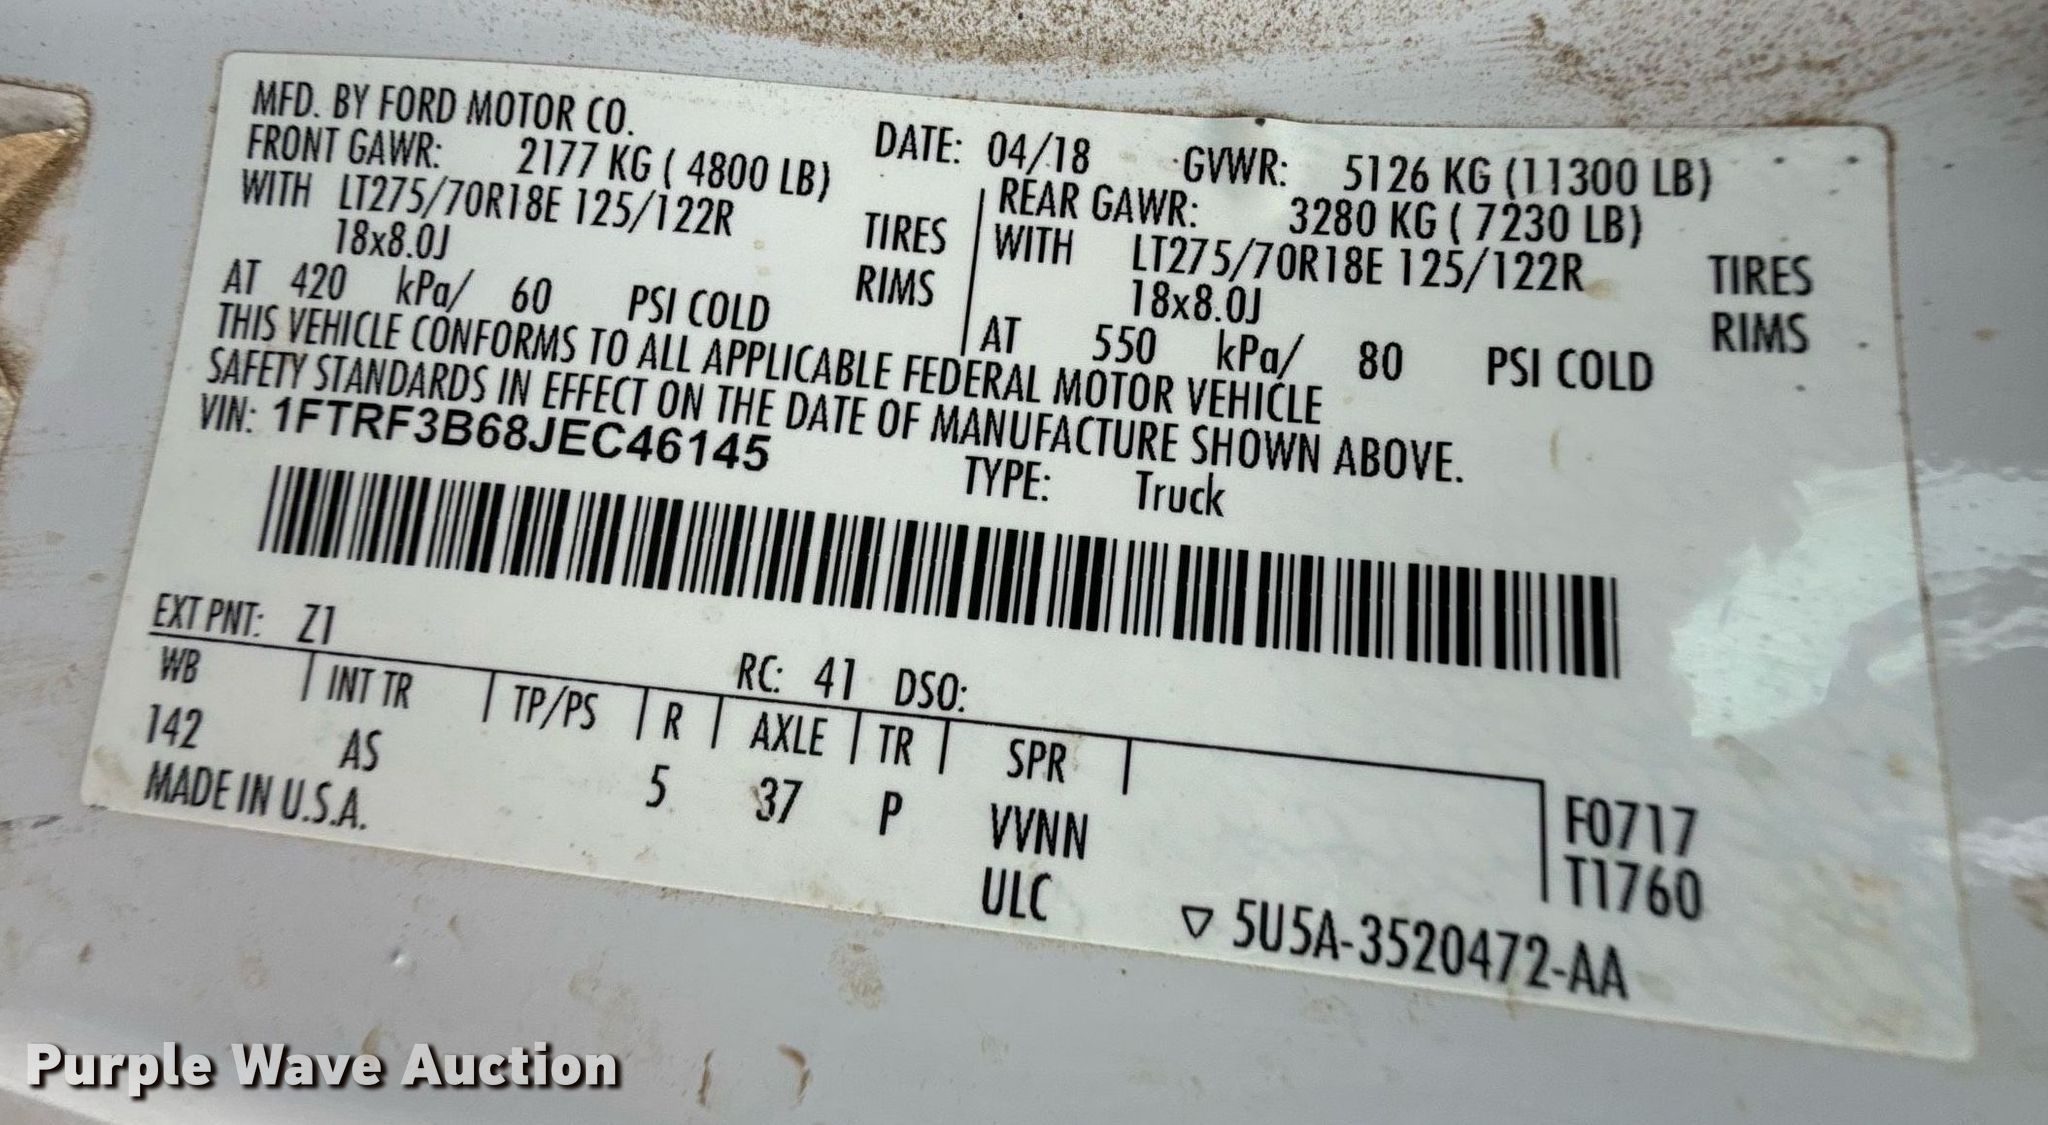 MFD. BY FORD MOTOR CO.
DATE: 04/18 GVWR: 5126 KG (11300 LB)
FRONT GAWR: 2177 KG ( 4800 LB)
WITH LT275/70R18E 125/122R TIRES
18x8.0J RIMS
AT 420 kPa/ 60 PSI COLD
REAR GAWR: 3280 KG ( 7230 LB)
WITH LT275/70R18E 125/122R TIRES
18x8.0J RIMS
AT 550 kPa/ 80 PSI COLD
THIS VEHICLE CONFORMS TO ALL APPLICABLE FEDERAL MOTOR VEHICLE
SAFETY STANDARDS IN EFFECT ON THE DATE OF MANUFACTURE SHOWN ABOVE.
VIN: 1FTRF3B68JEC46145
TYPE: Truck
EXT PNT: Z1 RC: 41 DSO:
WB INT TR TP/PS R AXLE TR SPR
142 AS 5 37 P VVNN
ULC
F0717
T1760
MADE IN U.S.A.
▽ 5U5A-3520472-AA
Purple Wave Auction